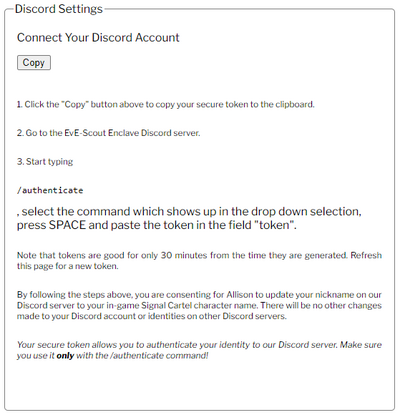 Discord Settings
Connect Your Discord Account
Copy
1. Click the "Copy" button above to copy your secure token to the clipboard.
2. Go to the EvE-Scout Enclave Discord server.
3. Start typing
/authenticate
, select the command which shows up in the drop down selection,
press SPACE and paste the token in the field "token".
Note that tokens are good for only 30 minutes from the time they are generated. Refresh
this page for a new token.
By following the steps above, you are consenting for Allison to update your nickname on our
Discord server to your in-game Signal Cartel character name. There will be no other changes
made to your Discord account or identities on other Discord servers.
Your secure token allows you to authenticate your identity to our Discord server. Make sure
you use it only with the /authenticate command!